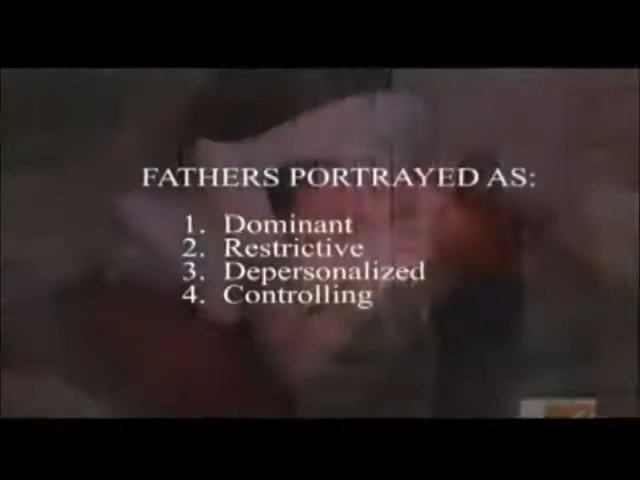 FATHERS PORTRAYED AS:
1. Dominant
2. Restrictive
3. Depersonalized
4. Controlling